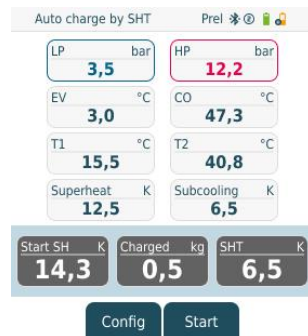 Auto charge by SHT Prel
LP bar HP bar
3,5 12,2
EV °C CO °C
3,0 47,3
T1 °C T2 °C
15,5 40,8
Superheat K Subcooling K
12,5 6,5
Start SH K Charged kg SHT K
14,3 0,5 6,5
Config Start